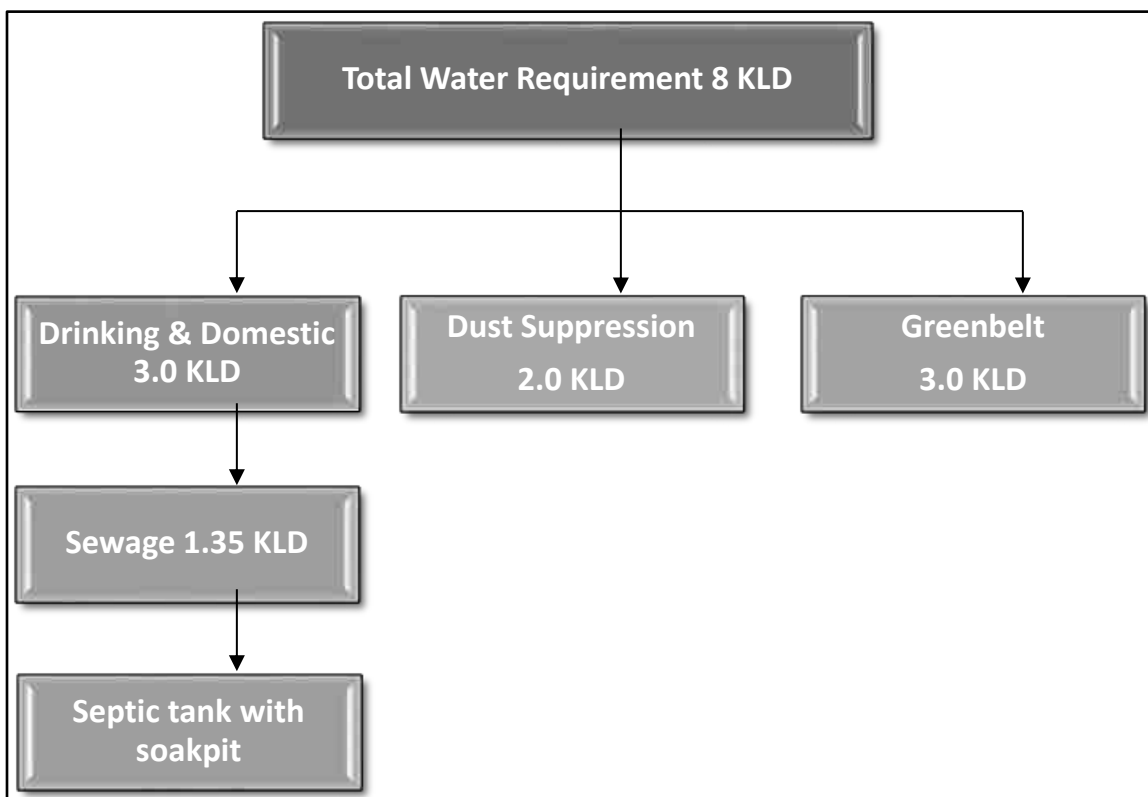 Total Water Requirement 8 KLD
Drinking & Domestic
3.0 KLD
Dust Suppression
2.0 KLD
Greenbelt
3.0 KLD
Sewage 1.35 KLD
Septic tank with
soakpit